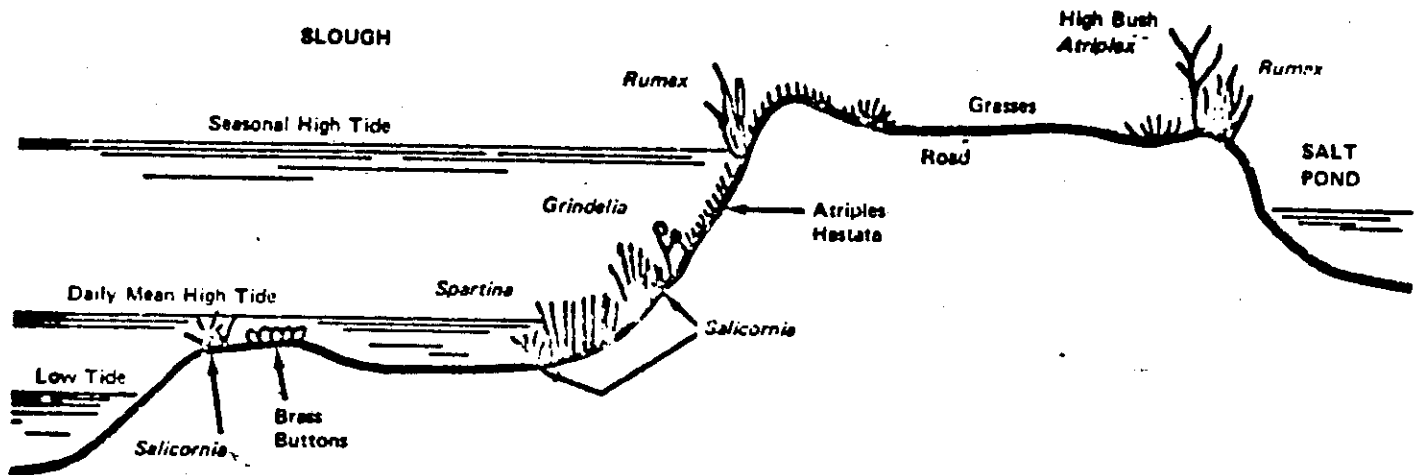 SLOUGH
High Bush
Atriplex
Rumex
Rumex
Seasonal High Tide
Grasses
Road
SALT
POND
Grindelia
Atriples
Hastata
Daily Mean High Tide
Spartina
Salicornia
Low Tide
Brass
Buttons
Salicornia